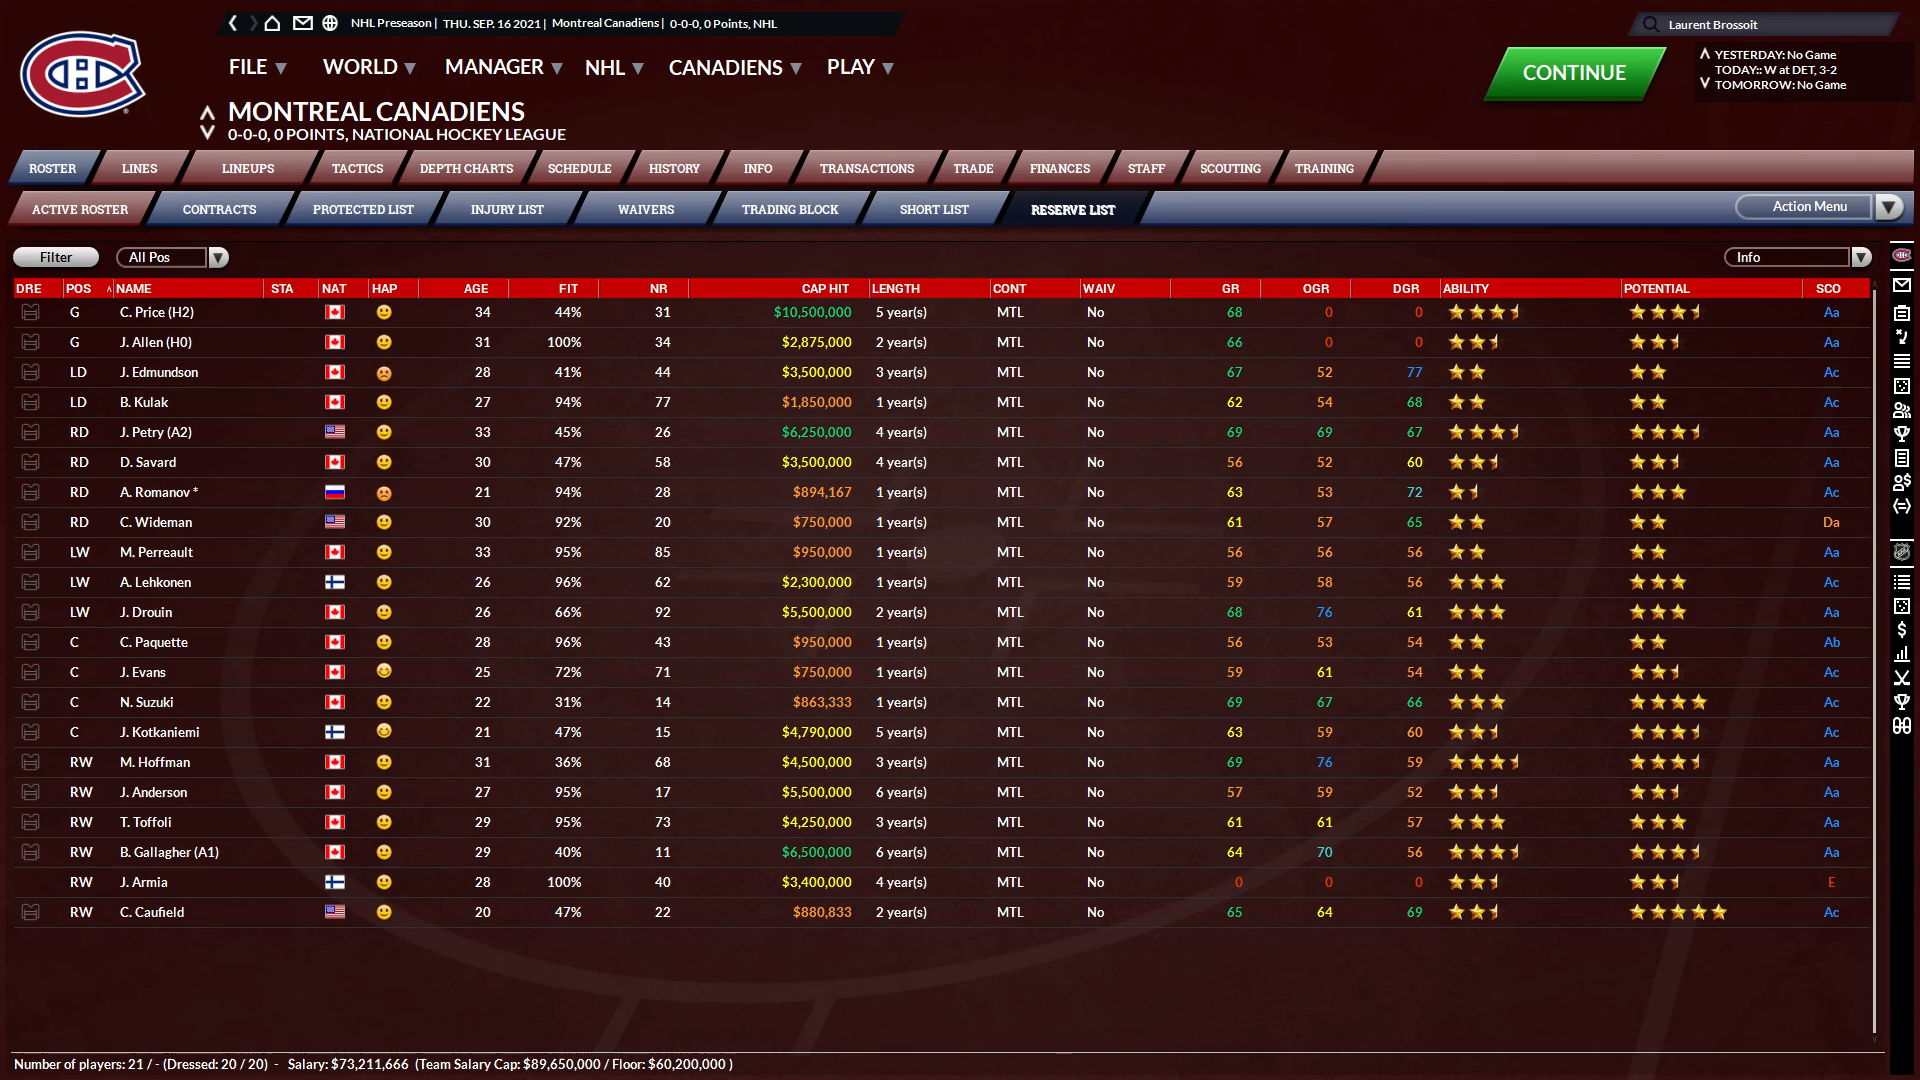 NHL Preseason | THU. SEP. 16 2021 | Montreal Canadiens | 0-0-0, 0 Points, NHL
Laurent Brossoit
FILE WORLD MANAGER NHL CANADIENS PLAY
CONTINUE
YESTERDAY: No Game
TODAY:: W at DET, 3-2
TOMORROW: No Game
MONTREAL CANADIENS
0-0-0, 0 POINTS, NATIONAL HOCKEY LEAGUE
ROSTER LINES LINEUPS TACTICS DEPTH CHARTS SCHEDULE HISTORY INFO TRANSACTIONS TRADE FINANCES STAFF SCOUTING TRAINING
ACTIVE ROSTER CONTRACTS PROTECTED LIST INJURY LIST WAIVERS TRADING BLOCK SHORT LIST RESERVE LIST Action Menu
Filter All Pos Info
DRE POS NAME STA NAT HAP AGE FIT NR CAP HIT LENGTH CONT WAIV GR OGR DGR ABILITY POTENTIAL SCO
G C. Price (H2) 34 44% 31 $10,500,000 5 year(s) MTL No 68 0 0 Aa
G J. Allen (H0) 31 100% 34 $2,875,000 2 year(s) MTL No 66 0 0 Aa
LD J. Edmundson 28 41% 44 $3,500,000 3 year(s) MTL No 67 52 77 Ac
LD B. Kulak 27 94% 77 $1,850,000 1 year(s) MTL No 62 54 68 Ac
RD J. Petry (A2) 33 45% 26 $6,250,000 4 year(s) MTL No 69 69 67 Aa
RD D. Savard 30 47% 58 $3,500,000 4 year(s) MTL No 56 52 60 Aa
RD A. Romanov * 21 94% 28 $894,167 1 year(s) MTL No 63 53 72 Ac
RD C. Wideman 30 92% 20 $750,000 1 year(s) MTL No 61 57 65 Da
LW M. Perreault 33 95% 85 $950,000 1 year(s) MTL No 56 56 56 Aa
LW A. Lehkonen 26 96% 62 $2,300,000 1 year(s) MTL No 59 58 56 Ac
LW J. Drouin 26 66% 92 $5,500,000 2 year(s) MTL No 68 76 61 Aa
C C. Paquette 28 96% 43 $950,000 1 year(s) MTL No 56 53 54 Ab
C J. Evans 25 72% 71 $750,000 1 year(s) MTL No 59 61 54 Ac
C N. Suzuki 22 31% 14 $863,333 1 year(s) MTL No 69 67 66 Ac
C J. Kotkaniemi 21 47% 15 $4,790,000 5 year(s) MTL No 63 59 60 Ac
RW M. Hoffman 31 36% 68 $4,500,000 3 year(s) MTL No 69 76 59 Aa
RW J. Anderson 27 95% 17 $5,500,000 6 year(s) MTL No 57 59 52 Aa
RW T. Toffoli 29 95% 73 $4,250,000 3 year(s) MTL No 61 61 57 Aa
RW B. Gallagher (A1) 29 40% 11 $6,500,000 6 year(s) MTL No 64 70 56 Aa
RW J. Armia 28 100% 40 $3,400,000 4 year(s) MTL No 0 0 0 E
RW C. Caufield 20 47% 22 $880,833 2 year(s) MTL No 65 64 69 Ac
Number of players: 21 / - (Dressed: 20 / 20) - Salary: $73,211,666 (Team Salary Cap: $89,650,000 / Floor: $60,200,000 )